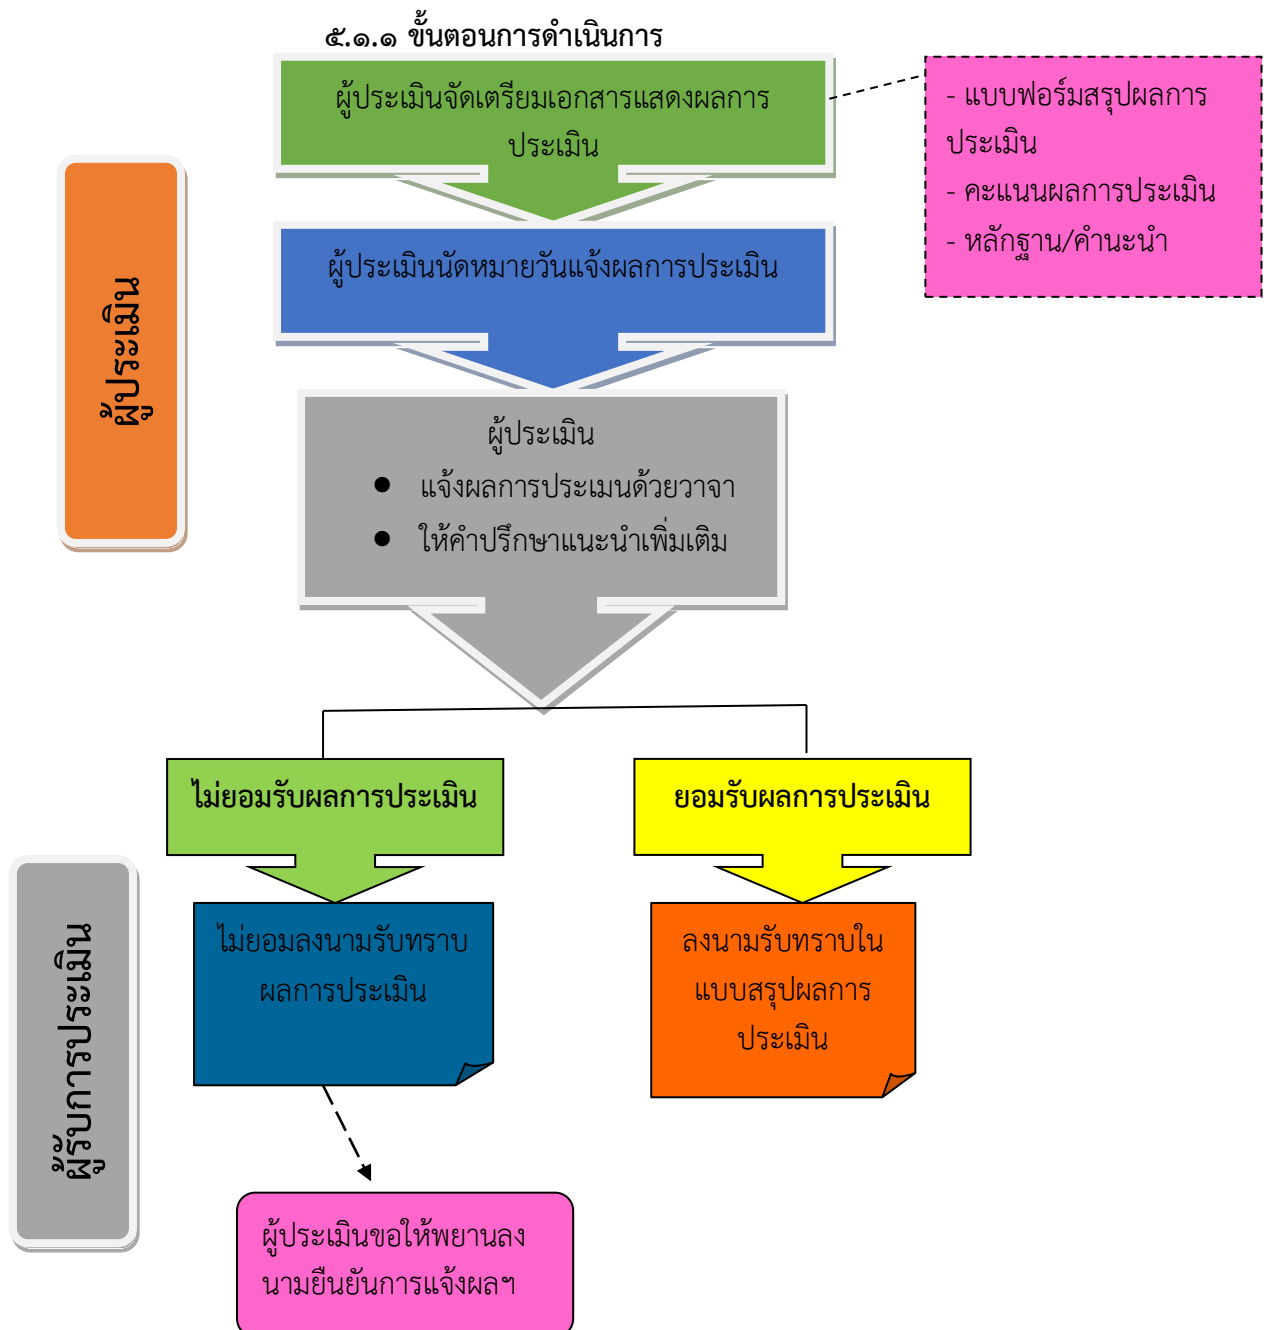 ๕.๑.๑ ขั้นตอนการดำเนินการ
ผู้ประเมินจัดเตรียมเอกสารแสดงผลการ
ประเมิน
- แบบฟอร์มสรุปผลการ
ประเมิน
- คะแนนผลการประเมิน
- หลักฐาน/คำนะนำ
ผู้ประเมิน
ผู้ประเมินนัดหมายวันแจ้งผลการประเมิน
ผู้ประเมิน
● แจ้งผลการประเมนด้วยวาจา
● ให้คำปรึกษาแนะนำเพิ่มเติม
ไม่ยอมรับผลการประเมิน
ยอมรับผลการประเมิน
ผู้รับการประเมิน
ไม่ยอมลงนามรับทราบ
ผลการประเมิน
ลงนามรับทราบใน
แบบสรุปผลการ
ประเมิน
ผู้ประเมินขอให้พยานลง
นามยืนยันการแจ้งผลฯ